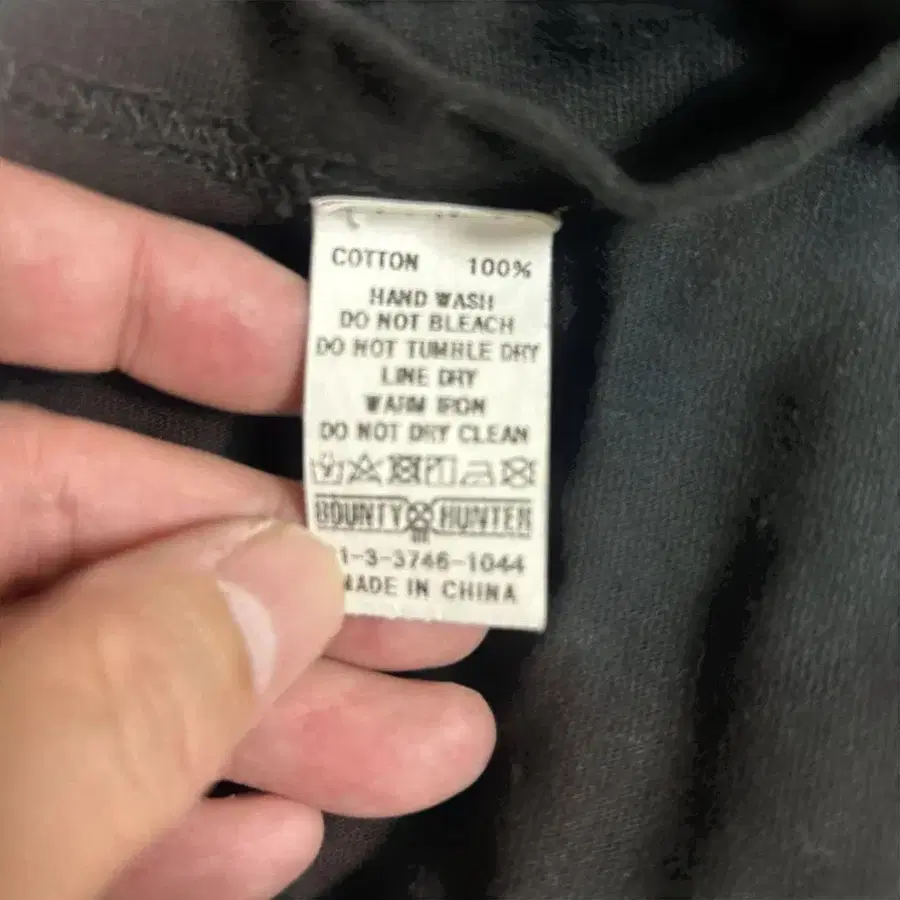 COTTON 100%
HAND WASH
DO NOT BLEACH
DO NOT TUMBLE DRY
LINE DRY
WARM IRON
DO NOT DRY CLEAN
BOUNTY HUNTER
1-3-3746-1044
MADE IN CHINA